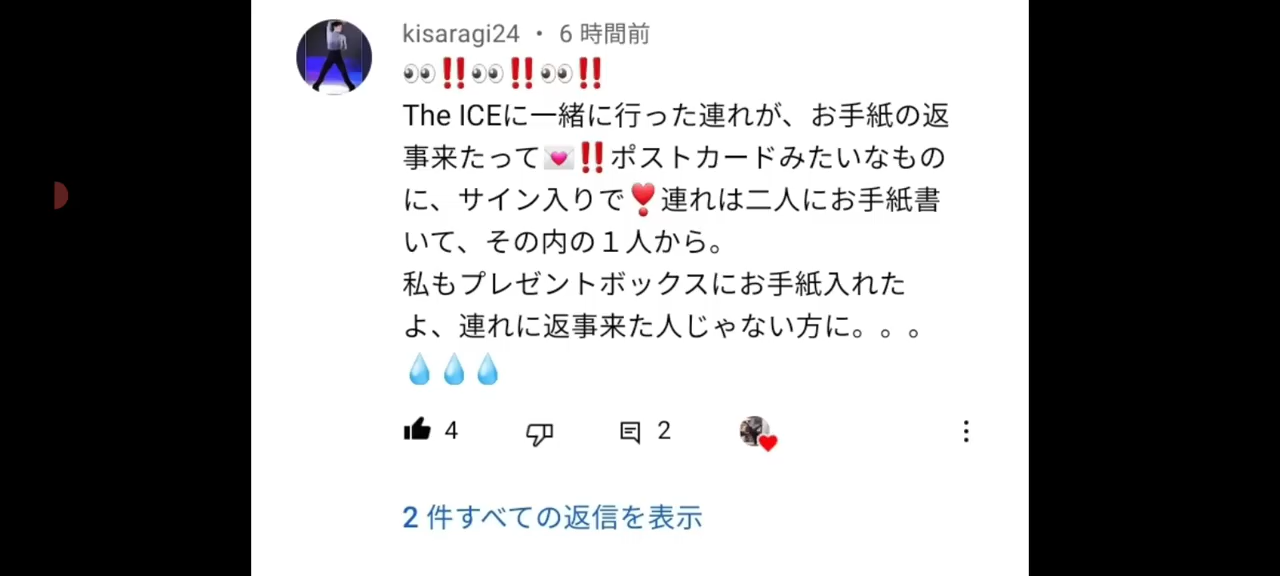 kisaragi24 ・ 6 時間前
👀‼️👀‼️👀‼️
The ICEに一緒に行った連れが、お手紙の返
事来たって💌‼️ポストカードみたいなもの
に、サイン入りで❣️連れは二人にお手紙書
いて、その内の１人から。
私もプレゼントボックスにお手紙入れた
よ、連れに返事来た人じゃない方に。。。
💧💧💧
4 2
2 件すべての返信を表示